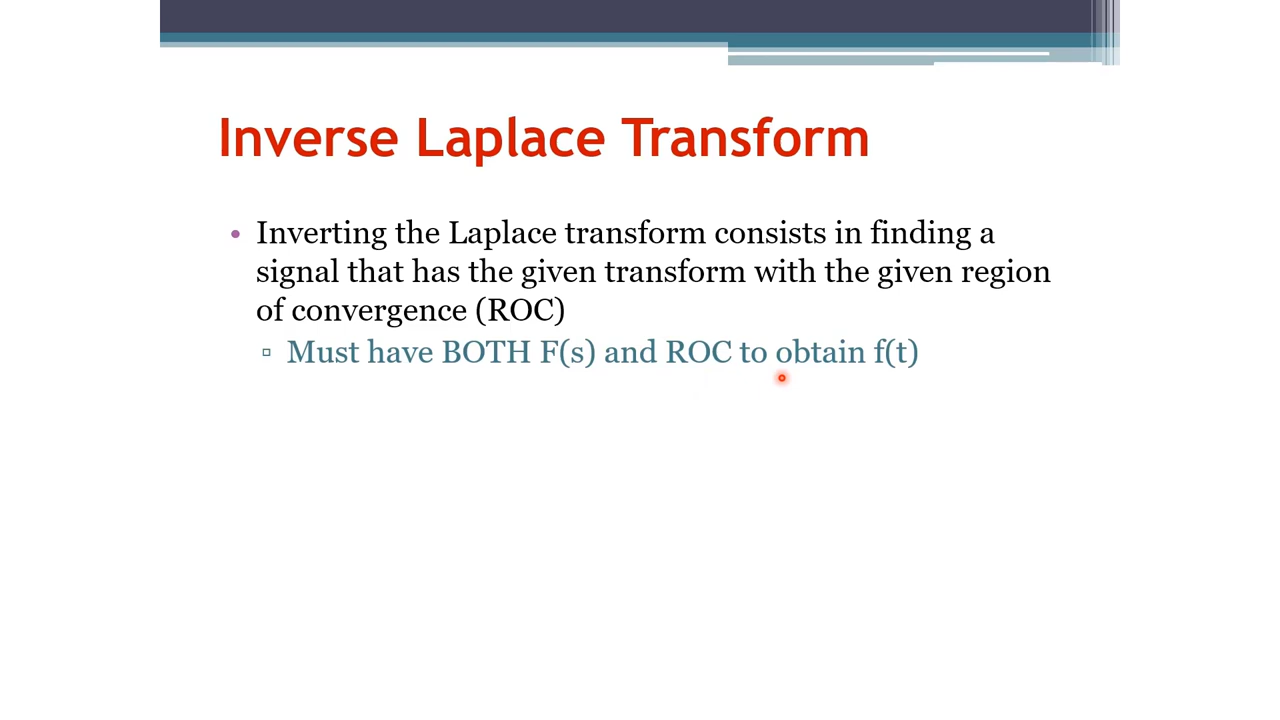 Inverse Laplace Transform
• Inverting the Laplace transform consists in finding a
signal that has the given transform with the given region
of convergence (ROC)
▫ Must have BOTH F(s) and ROC to obtain f(t)